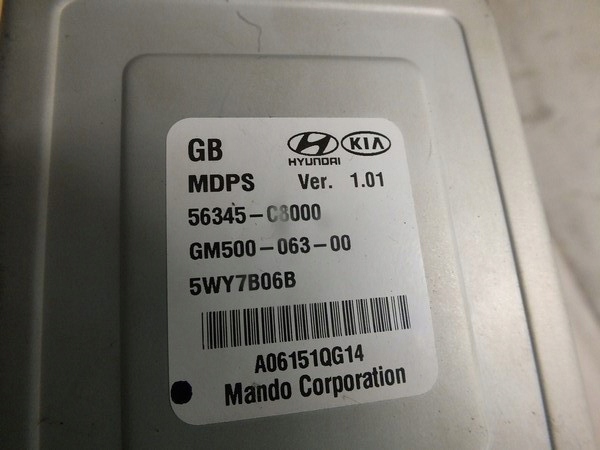 GB HYUNDAI KIA
MDPS Ver. 1.01
56345-C8000
GM500-063-00
5WY7B06B
A06151QG14
Mando Corporation